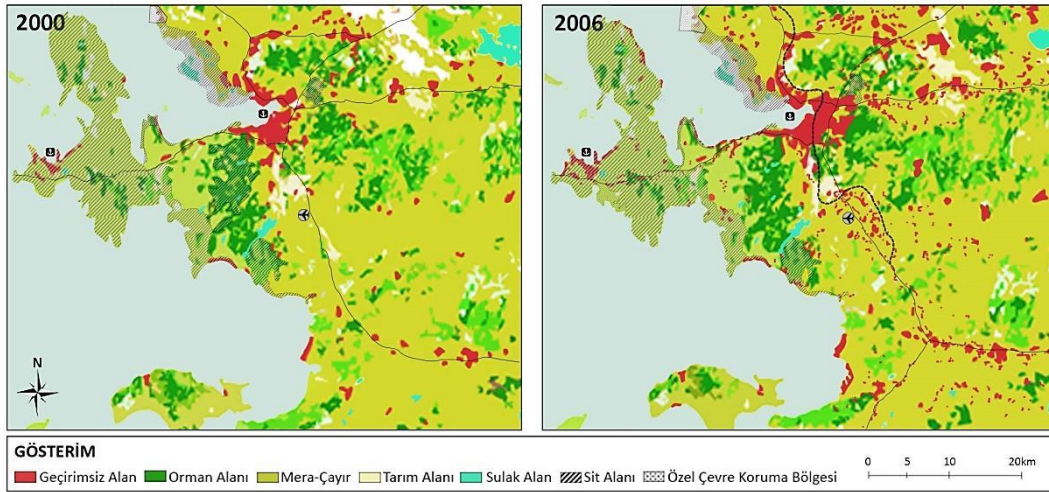 2000
2006
N
GÖSTERİM
Geçirimsiz Alan Orman Alanı Mera-Çayır Tarım Alanı Sulak Alan Sit Alanı Özel Çevre Koruma Bölgesi
0 5 10 20km